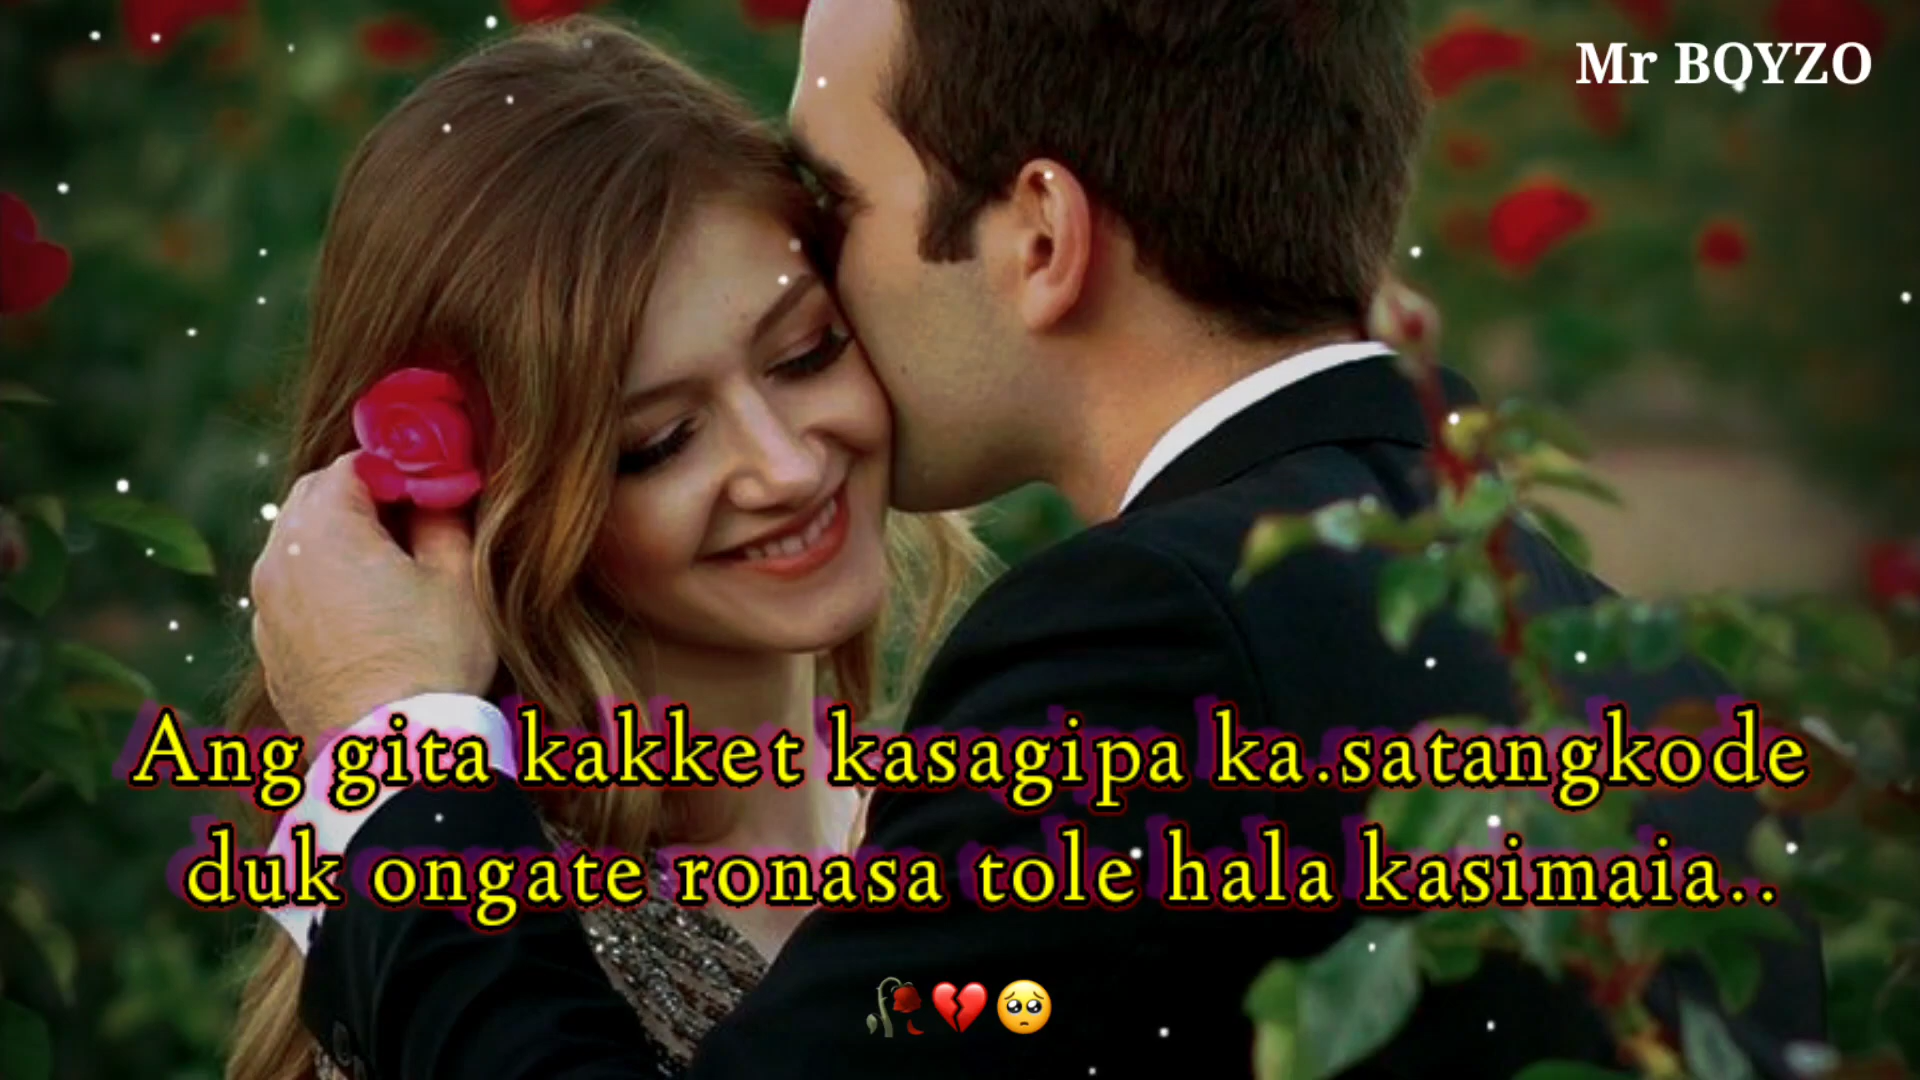 Mr BOYZO
Ang gita kakket kasagipa ka.satangkode
duk ongate ronasa tole hala kasimaia..